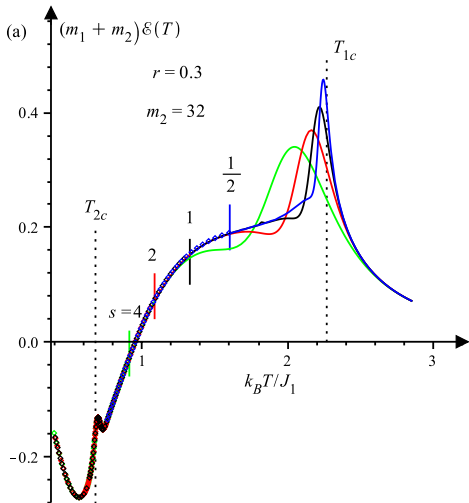 (a)
(m₁ + m₂)ℰ(T)
T₁c
r = 0.3
m₂ = 32
0.4
1/2
T₂c
1
0.2
2
s=4
0.0
1
2
3
k_B T/J₁
−0.2